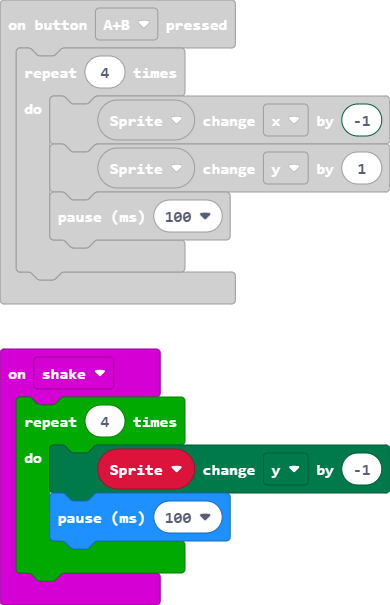 on button A+B pressed
repeat 4 times
do Sprite change x by -1
Sprite change y by 1
pause (ms) 100
on shake
repeat 4 times
do Sprite change y by -1
pause (ms) 100